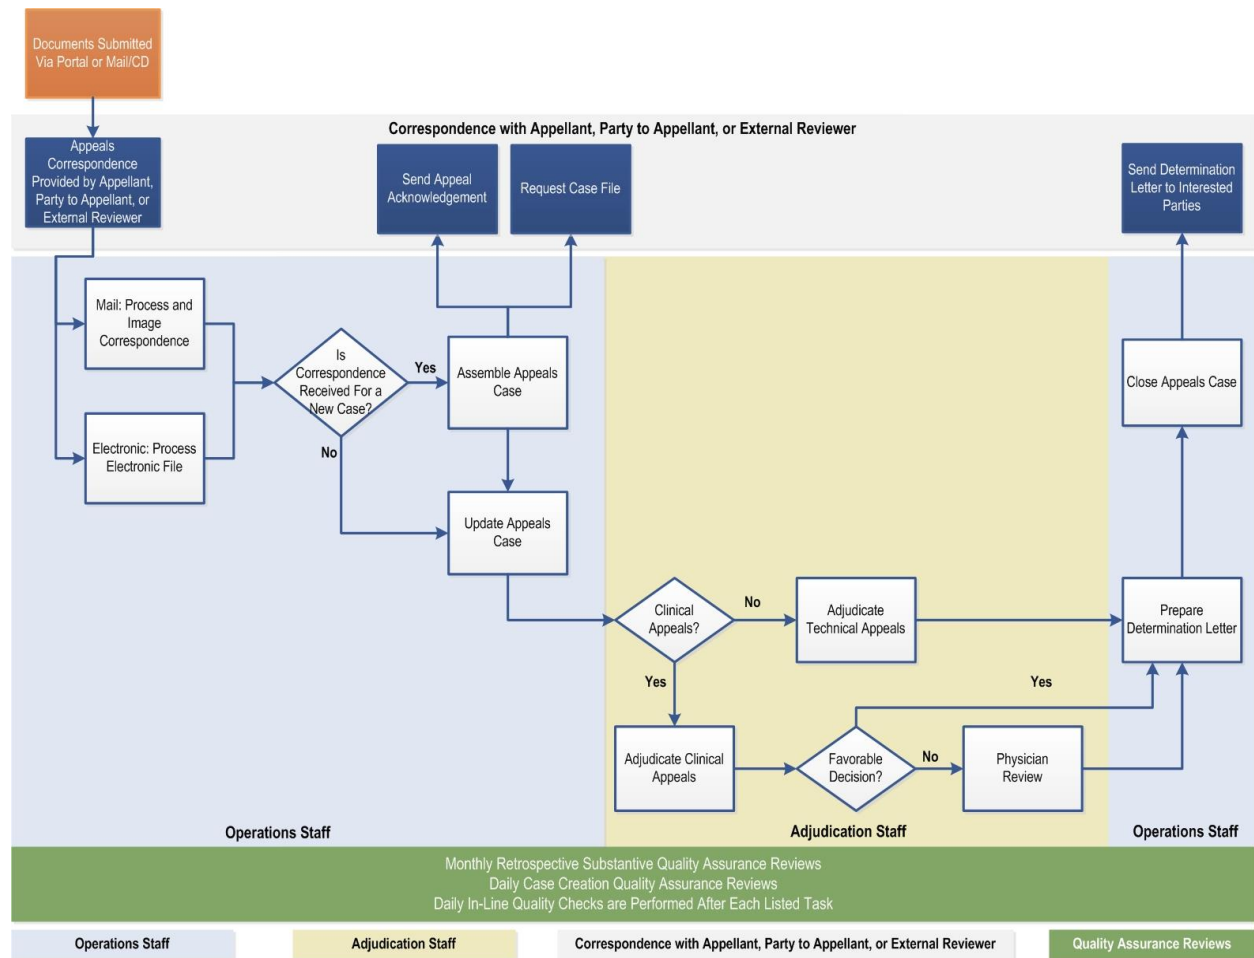 Documents Submitted
Via Portal or Mail/CD
Correspondence with Appellant, Party to Appellant, or External Reviewer
Appeals
Correspondence
Provided by Appellant,
Party to Appellant, or
External Reviewer
Send Appeal
Acknowledgement
Request Case File
Send Determination
Letter to Interested
Parties
Mail: Process and
Image
Correspondence
Electronic: Process
Electronic File
Is
Correspondence
Received For a
New Case?
Yes
No
Assemble Appeals
Case
Update Appeals
Case
Clinical
Appeals?
No
Yes
Adjudicate
Technical Appeals
Adjudicate Clinical
Appeals
Favorable
Decision?
No
Yes
Physician
Review
Close Appeals Case
Prepare
Determination Letter
Operations Staff
Adjudication Staff
Operations Staff
Monthly Retrospective Substantive Quality Assurance Reviews
Daily Case Creation Quality Assurance Reviews
Daily In-Line Quality Checks are Performed After Each Listed Task
Operations Staff
Adjudication Staff
Correspondence with Appellant, Party to Appellant, or External Reviewer
Quality Assurance Reviews